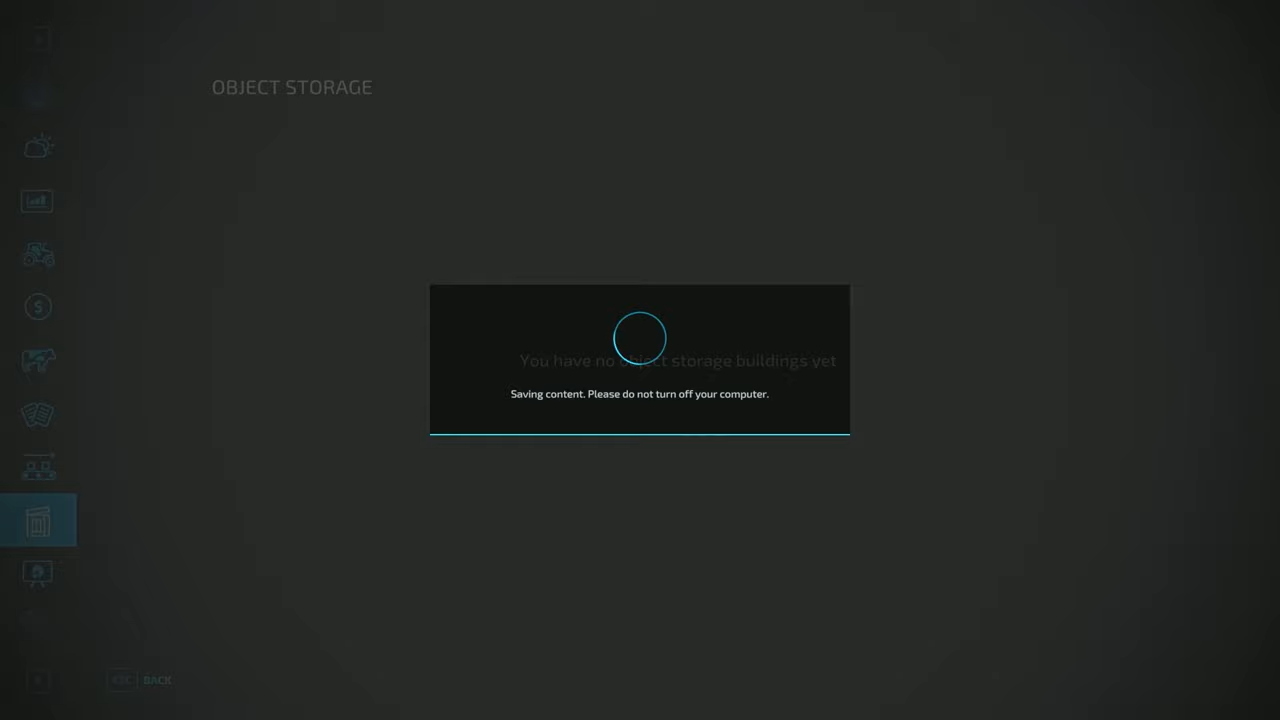 OBJECT STORAGE
You have no object storage buildings yet
Saving content. Please do not turn off your computer.
ESC BACK